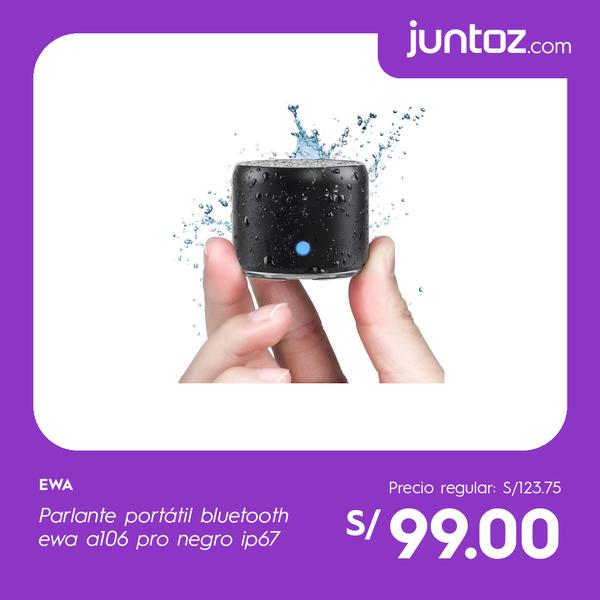 juntoz.com
EWA
Parlante portátil bluetooth
ewa a106 pro negro ip67
Precio regular: S/123.75
S/99.00